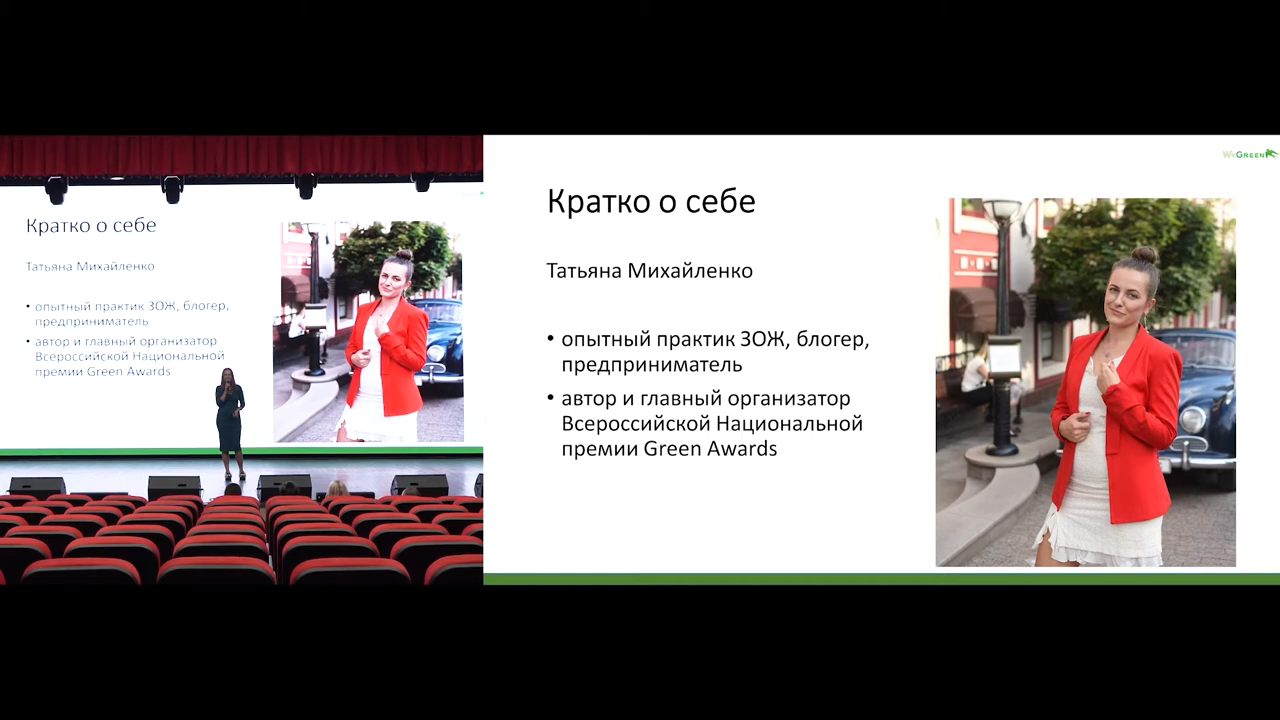 Кратко о себе
Татьяна Михайленко
• опытный практик ЗОЖ, блогер,
предприниматель
• автор и главный организатор
Всероссийской Национальной
премии Green Awards
WeGreen
Кратко о себе
Татьяна Михайленко
• опытный практик ЗОЖ, блогер,
предприниматель
• автор и главный организатор
Всероссийской Национальной
премии Green Awards